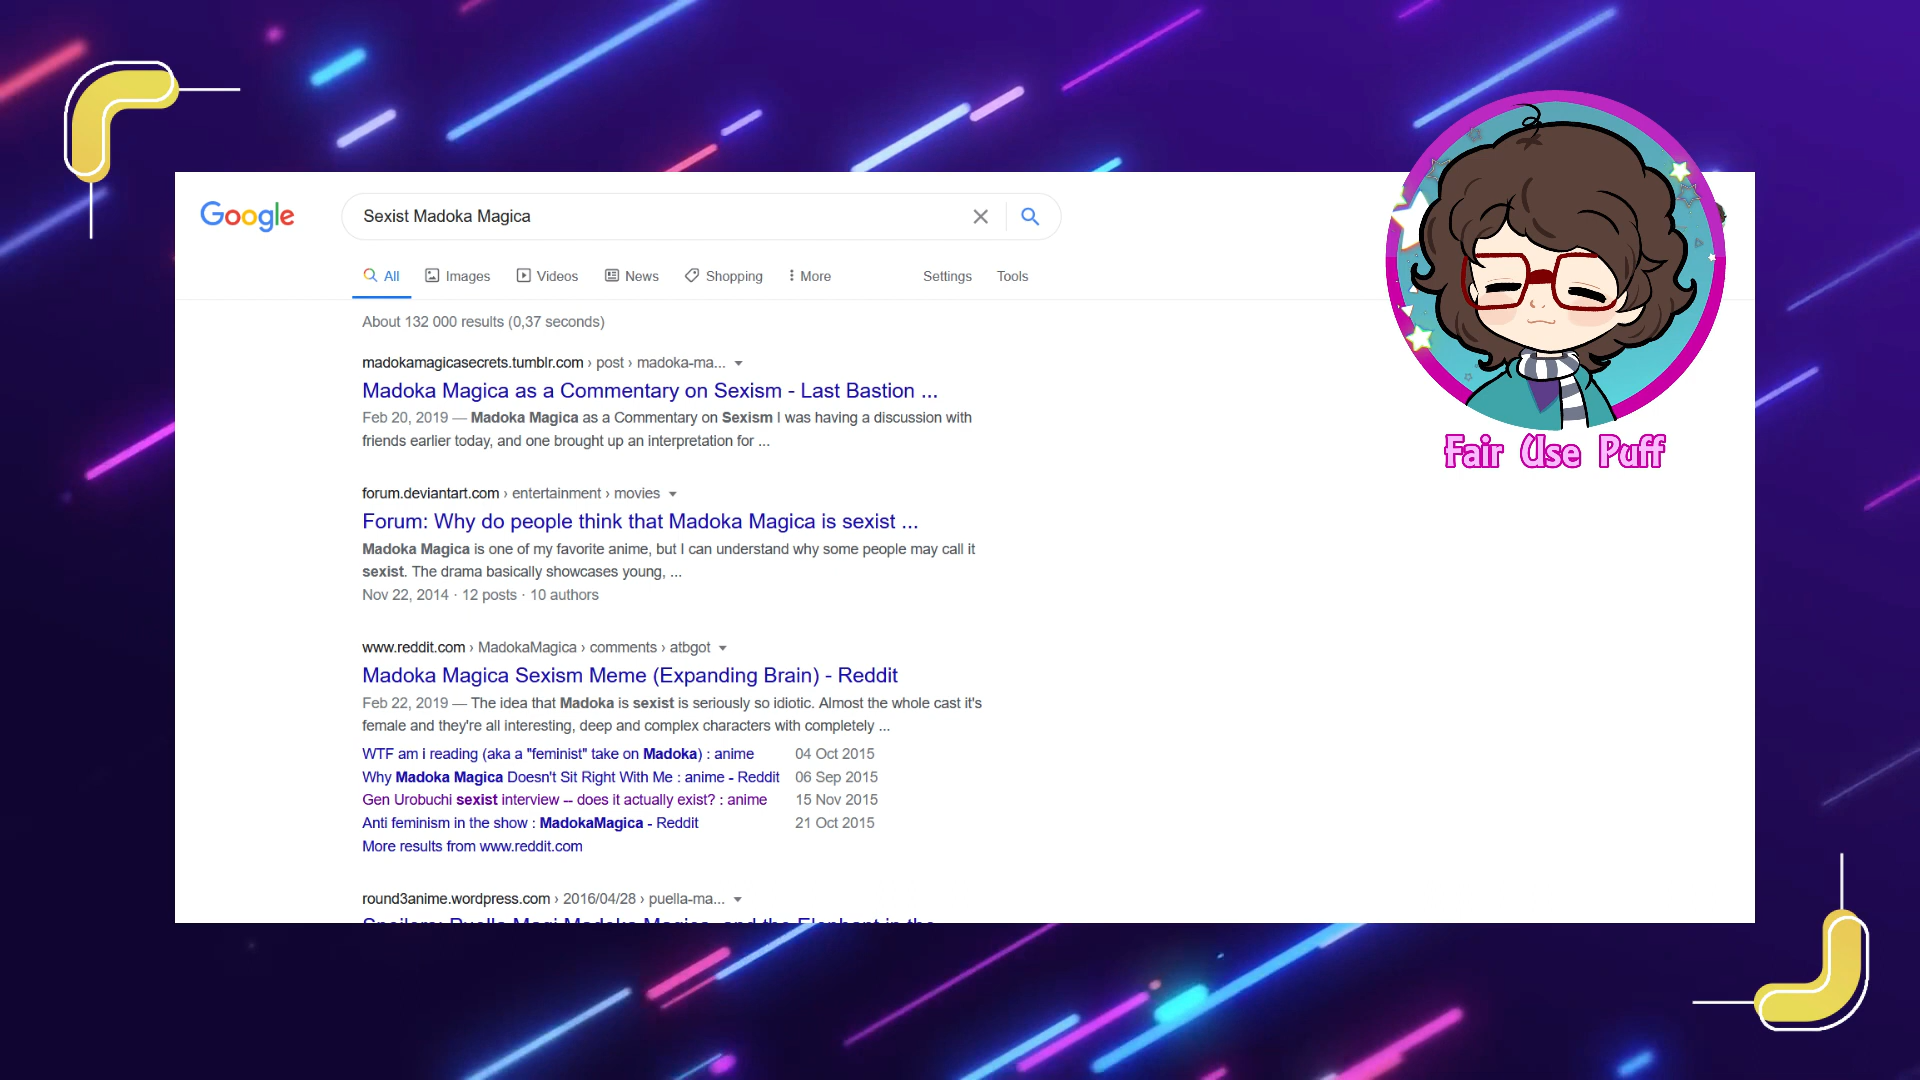 Google
Sexist Madoka Magica
All Images Videos News Shopping More Settings Tools
About 132 000 results (0,37 seconds)
madokamagicasecrets.tumblr.com › post › madoka-ma...
Madoka Magica as a Commentary on Sexism - Last Bastion ...
Feb 20, 2019 — Madoka Magica as a Commentary on Sexism I was having a discussion with
friends earlier today, and one brought up an interpretation for ...
forum.deviantart.com › entertainment › movies
Forum: Why do people think that Madoka Magica is sexist ...
Madoka Magica is one of my favorite anime, but I can understand why some people may call it
sexist. The drama basically showcases young, ...
Nov 22, 2014 · 12 posts · 10 authors
www.reddit.com › MadokaMagica › comments › atbgot
Madoka Magica Sexism Meme (Expanding Brain) - Reddit
Feb 22, 2019 — The idea that Madoka is sexist is seriously so idiotic. Almost the whole cast it's
female and they're all interesting, deep and complex characters with completely ...
WTF am i reading (aka a "feminist" take on Madoka) : anime 04 Oct 2015
Why Madoka Magica Doesn't Sit Right With Me : anime - Reddit 06 Sep 2015
Gen Urobuchi sexist interview -- does it actually exist? : anime 15 Nov 2015
Anti feminism in the show : MadokaMagica - Reddit 21 Oct 2015
More results from www.reddit.com
round3anime.wordpress.com › 2016/04/28 › puella-ma...
Spoilers: Puella Magi Madoka Magica, and the Elephant in the
Fair Use Puff